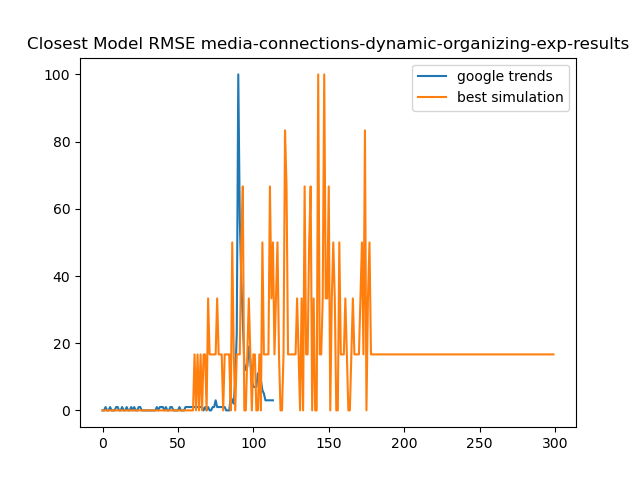 Closest Model RMSE media-connections-dynamic-organizing-exp-results
google trends
best simulation
100
80
60
40
20
0
0 50 100 150 200 250 300